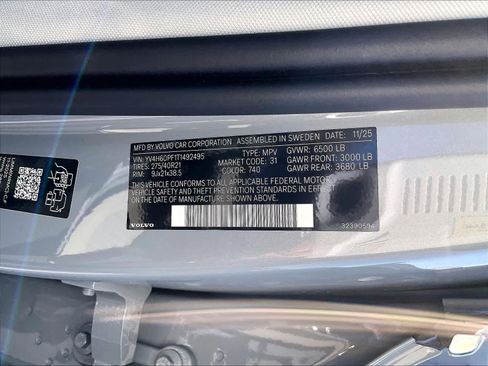 MFD BY: VOLVO CAR CORPORATION ASSEMBLED IN SWEDEN 11/25
VIN: YV4H60PF1T1492495 TYPE: MPV GVWR: 6500 LB
TIRES: 275/40R21 MARKET CODE: 31 GAWR FRONT: 3000 LB
RIM: 9Jx21x38.5 COLOR: 740 GAWR REAR: 3680 LB
THIS VEHICLE CONFORMS TO ALL APPLICABLE FEDERAL MOTOR
VEHICLE SAFETY AND THEFT PREVENTION STANDARDS IN EFFECT
ON THE DATE OF MANUFACTURE SHOWN ABOVE.
VOLVO 32390594